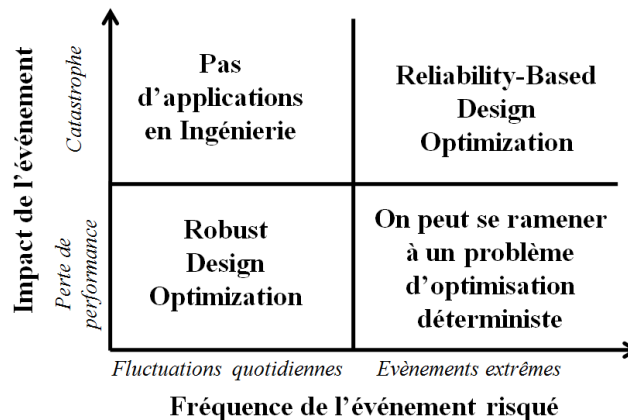 Impact de l'événement
Catastrophe
Perte de
performance
Pas
d'applications
en Ingénierie
Reliability-Based
Design
Optimization
Robust
Design
Optimization
On peut se ramener
à un problème
d'optimisation
déterministe
Fluctuations quotidiennes
Evènements extrêmes
Fréquence de l'événement risqué